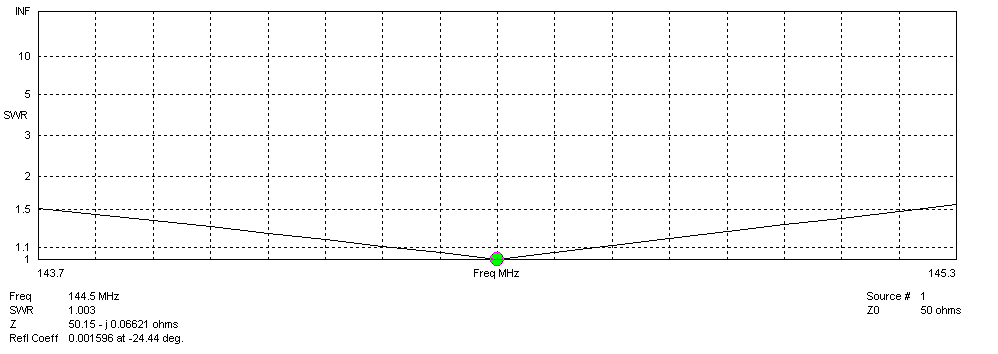 INF
10
5
SWR
3
2
1.5
1.1
1
143.7 Freq MHz 145.3
Freq 144.5 MHz Source # 1
SWR 1.003 Z0 50 ohms
Z 50.15 - j 0.06621 ohms
Refl Coeff 0.001596 at -24.44 deg.